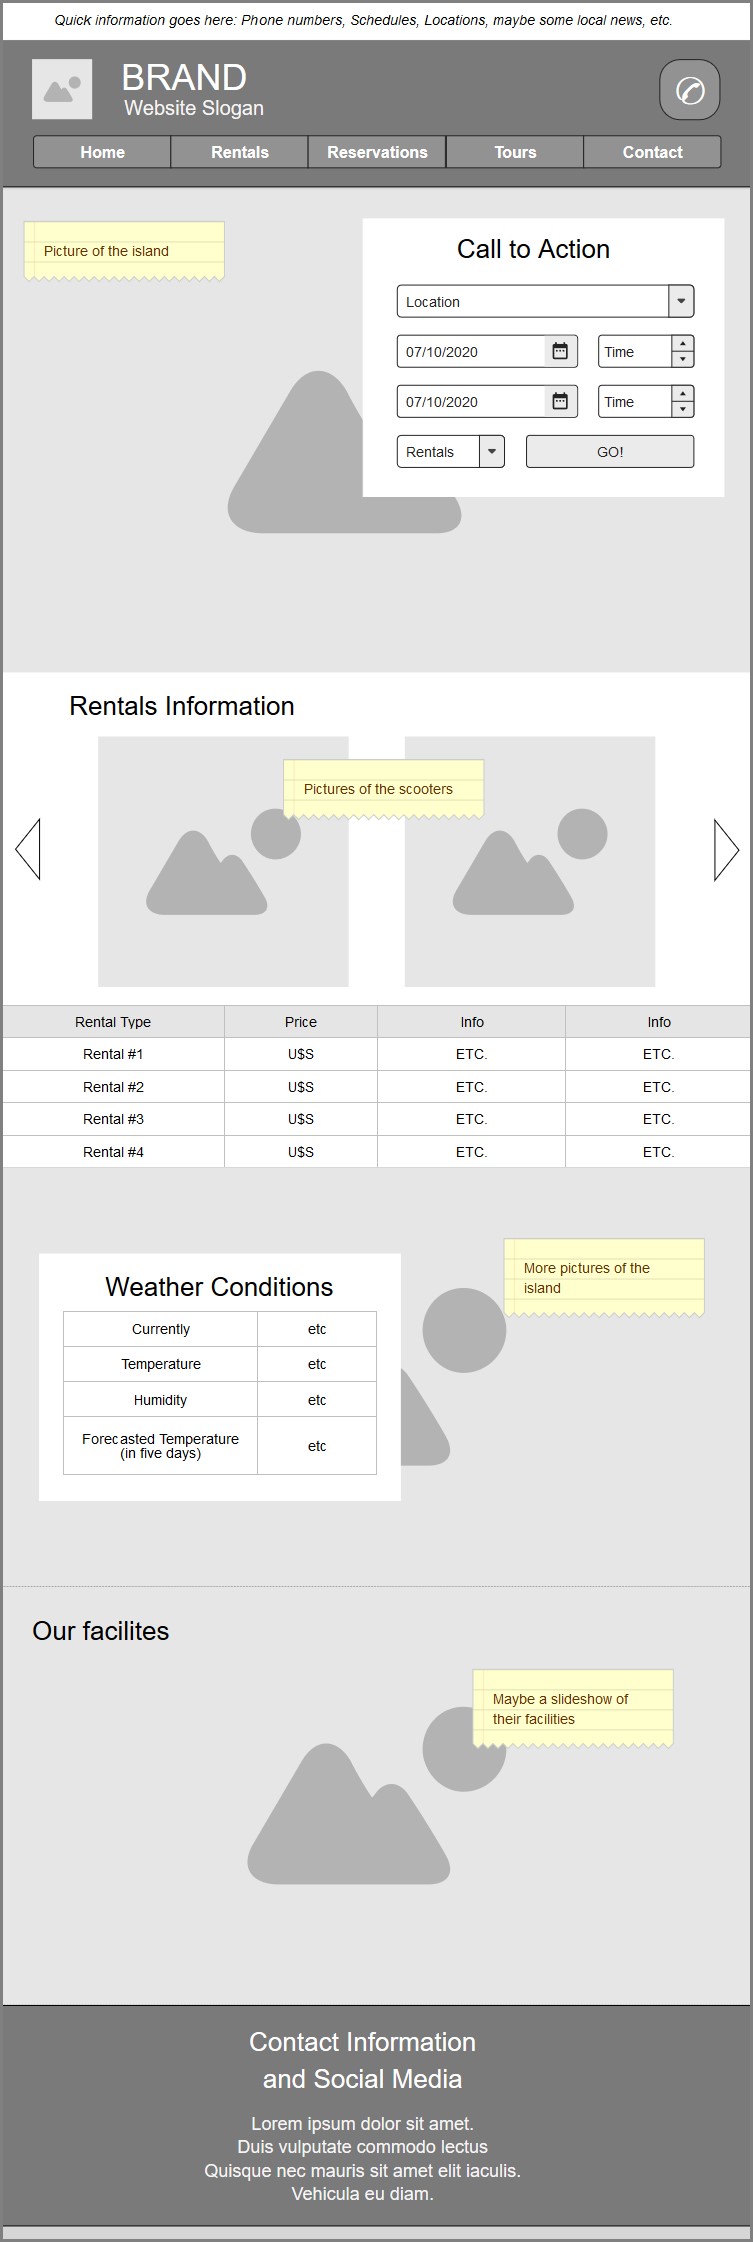 Quick information goes here: Phone numbers, Schedules, Locations, maybe some local news, etc.
BRAND
Website Slogan
Home Rentals Reservations Tours Contact
Picture of the island
Call to Action
Location
07/10/2020 Time
07/10/2020 Time
Rentals GO!
Rentals Information
Pictures of the scooters
Rental Type Price Info Info
Rental #1 U$S ETC. ETC.
Rental #2 U$S ETC. ETC.
Rental #3 U$S ETC. ETC.
Rental #4 U$S ETC. ETC.
More pictures of the
island
Weather Conditions
Currently etc
Temperature etc
Humidity etc
Forecasted Temperature
(in five days) etc
Our facilites
Maybe a slideshow of
their facilities
Contact Information
and Social Media
Lorem ipsum dolor sit amet.
Duis vulputate commodo lectus
Quisque nec mauris sit amet elit iaculis.
Vehicula eu diam.